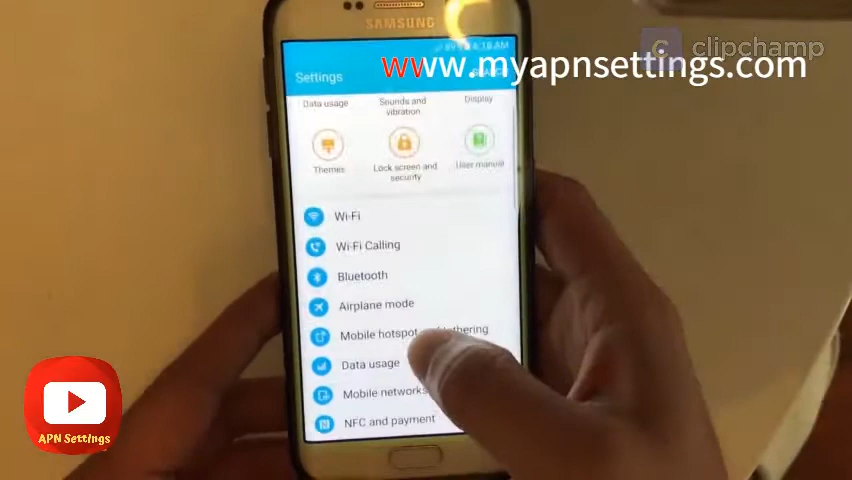 SAMSUNG
clipchamp
www.myapnsettings.com
Settings
Data usage
Sounds and
vibration
Display
Themes
Lock screen and
security
User manual
Wi-Fi
Wi-Fi Calling
Bluetooth
Airplane mode
Mobile hotspot
Data usage
Mobile networks
NFC and payment
APN Settings